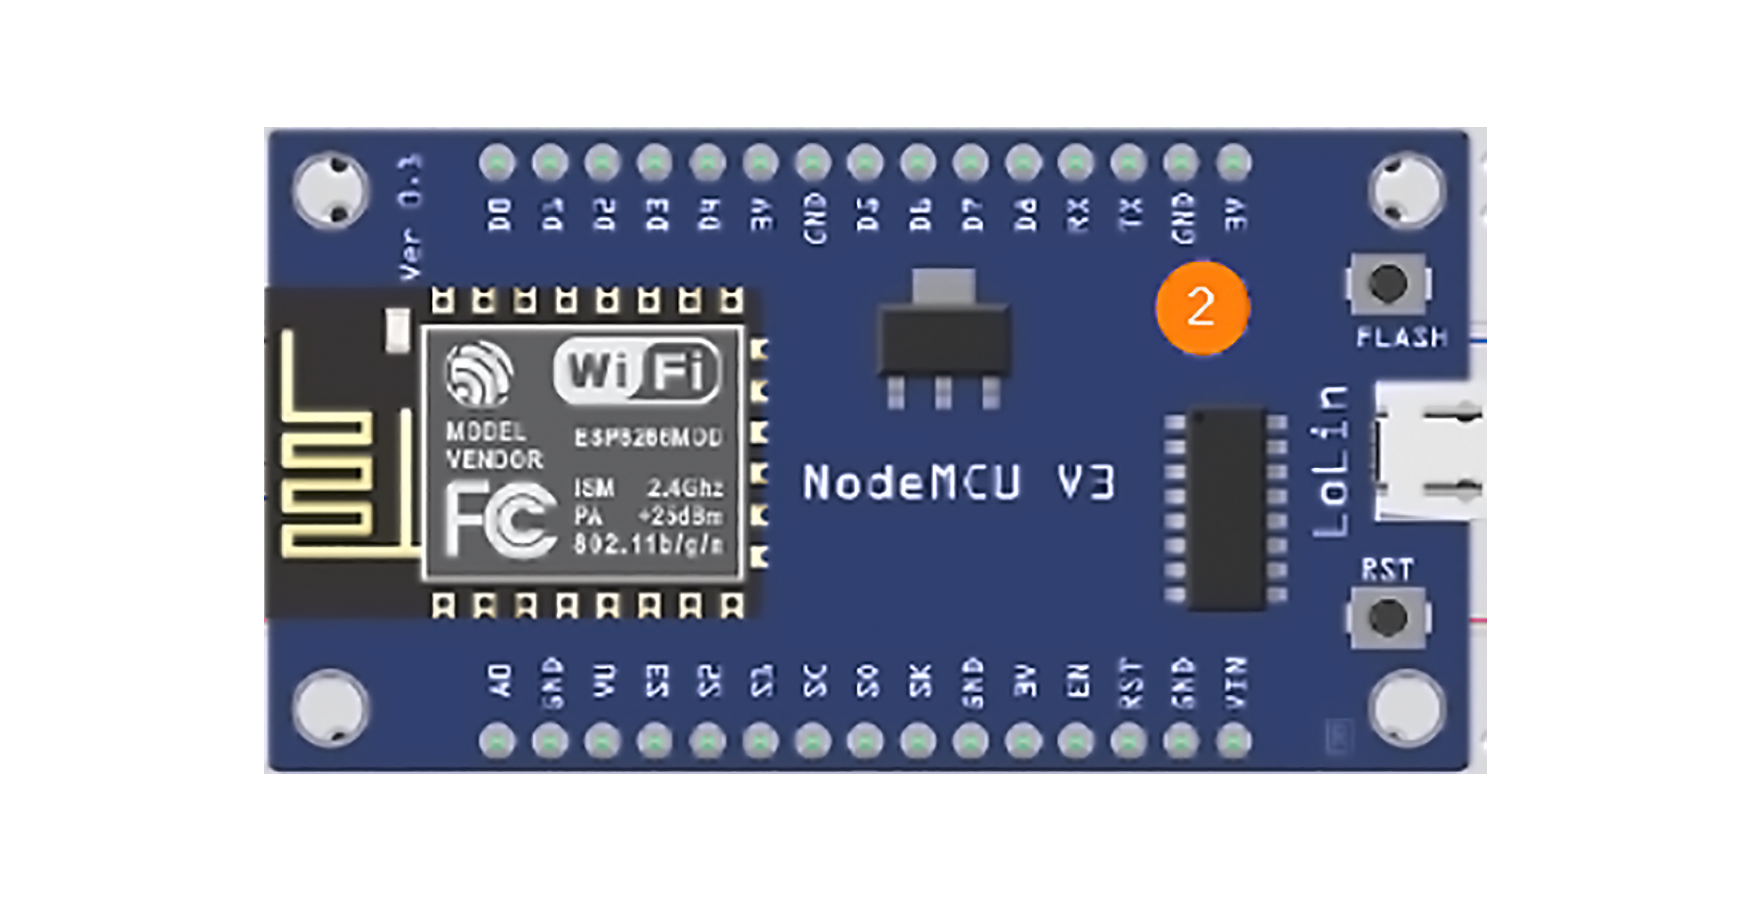 Ver 0.1
D0 D1 D2 D3 D4 3V GND D5 D6 D7 D8 RX TX GND 3V
2
FLASH
WiFi
MODEL
VENDOR
ESP8266MOD
FC
ISM 2.4Ghz
PA +25dBm
802.11b/g/n
NodeMCU V3
LoLin
RST
A0 GND VU S3 S2 S1 SC S0 SK GND 3V EN RST GND VIN